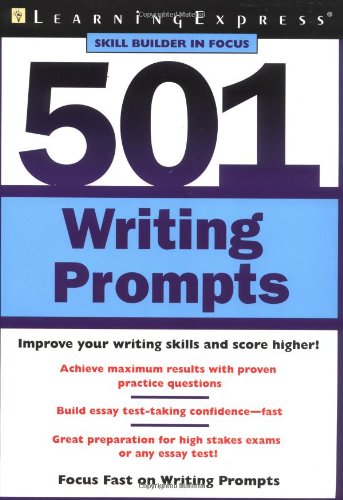 LEARNINGEXPRESS®
SKILL BUILDER IN FOCUS
501
Writing
Prompts
Improve your writing skills and score higher!
Achieve maximum results with proven
practice questions
Build essay test-taking confidence—fast
Great preparation for high stakes exams
or any essay test!
Focus Fast on Writing Prompts